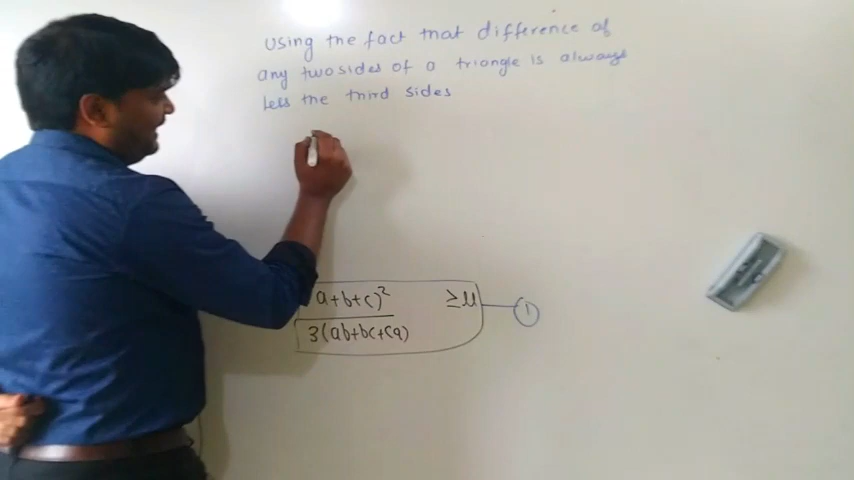 Using the fact that difference of
any two sides of a triangle is always
less the third sides
a+b+c)² ≥ μ
3(ab+bc+ca)
1